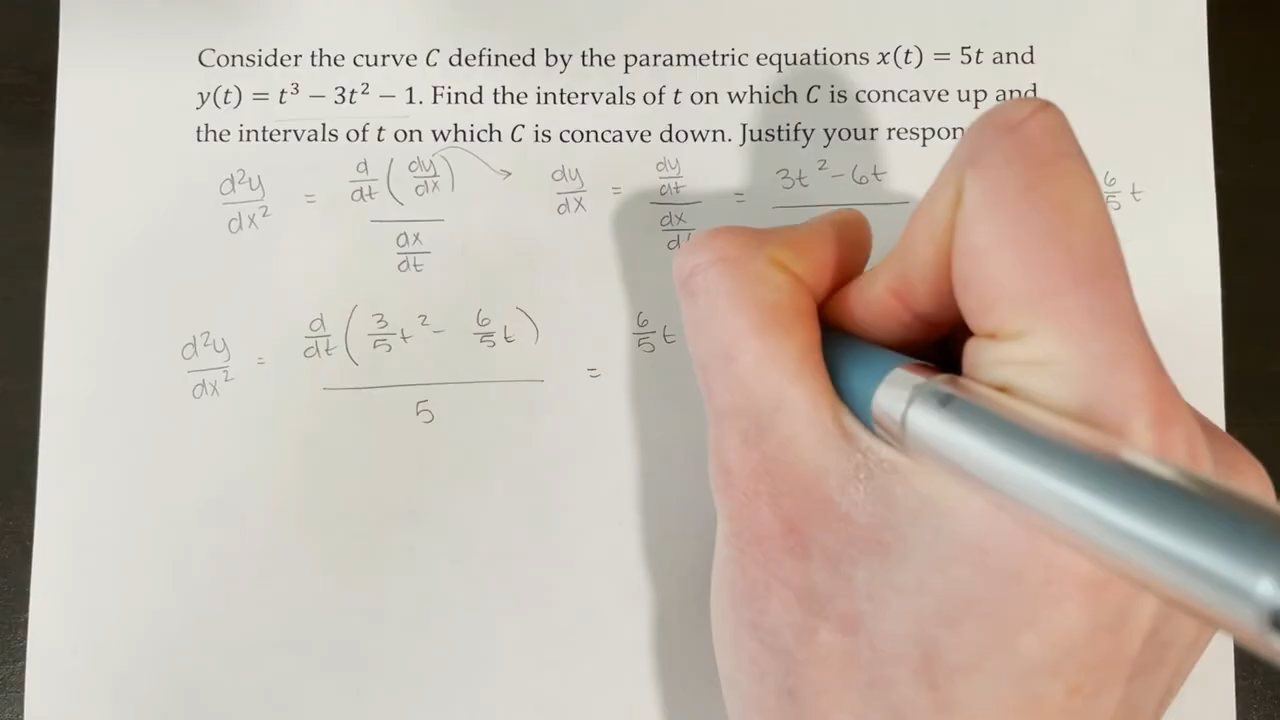 Consider the curve C defined by the parametric equations x(t) = 5t and
y(t) = t³ − 3t² − 1. Find the intervals of t on which C is concave up and
the intervals of t on which C is concave down. Justify your
d²y/dx² = d/dt (dy/dx) / dx/dt → dy/dx = dy/dt / dx/ = 3t² − 6t 6/5 t
d²y/dx² = d/dt (3/5 t² − 6/5 t) / 5 = 6/5 t